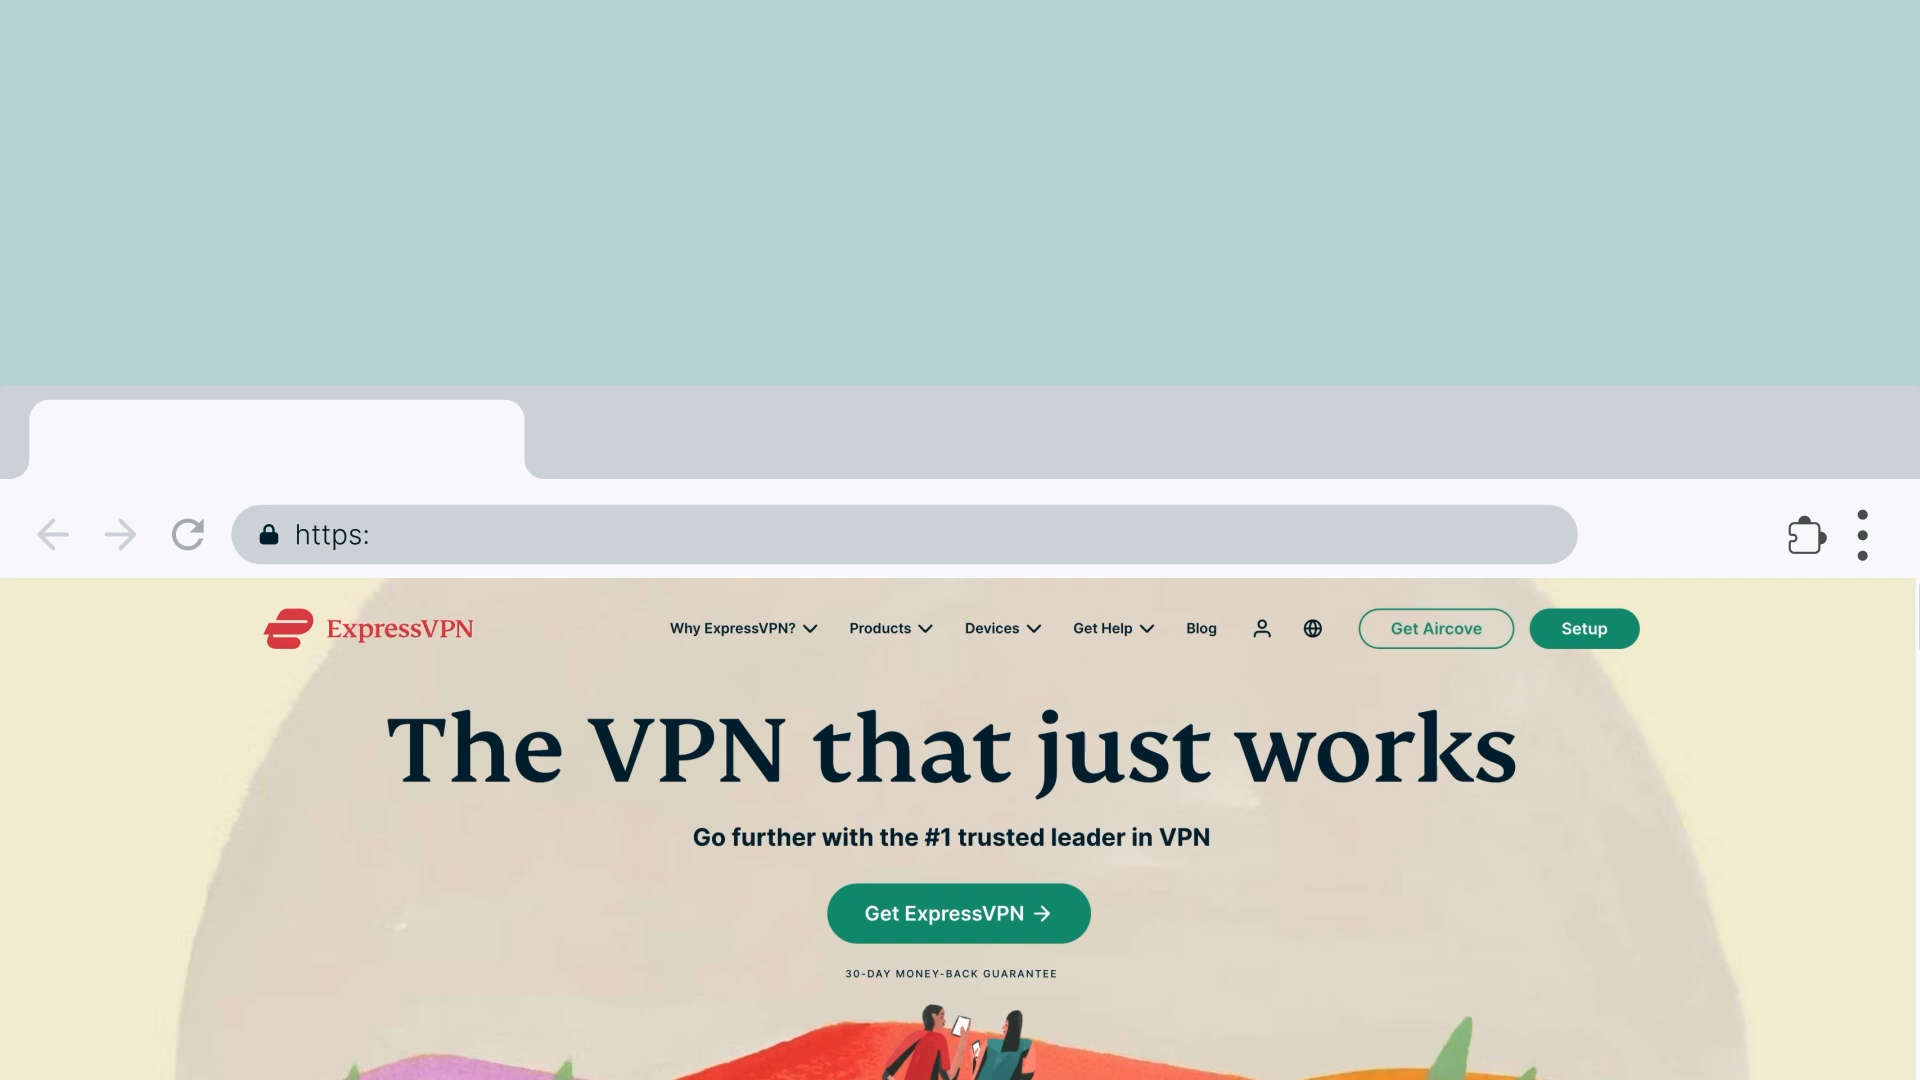 https:
ExpressVPN Why ExpressVPN? Products Devices Get Help Blog Get Aircove Setup
The VPN that just works
Go further with the #1 trusted leader in VPN
Get ExpressVPN →
30-DAY MONEY-BACK GUARANTEE